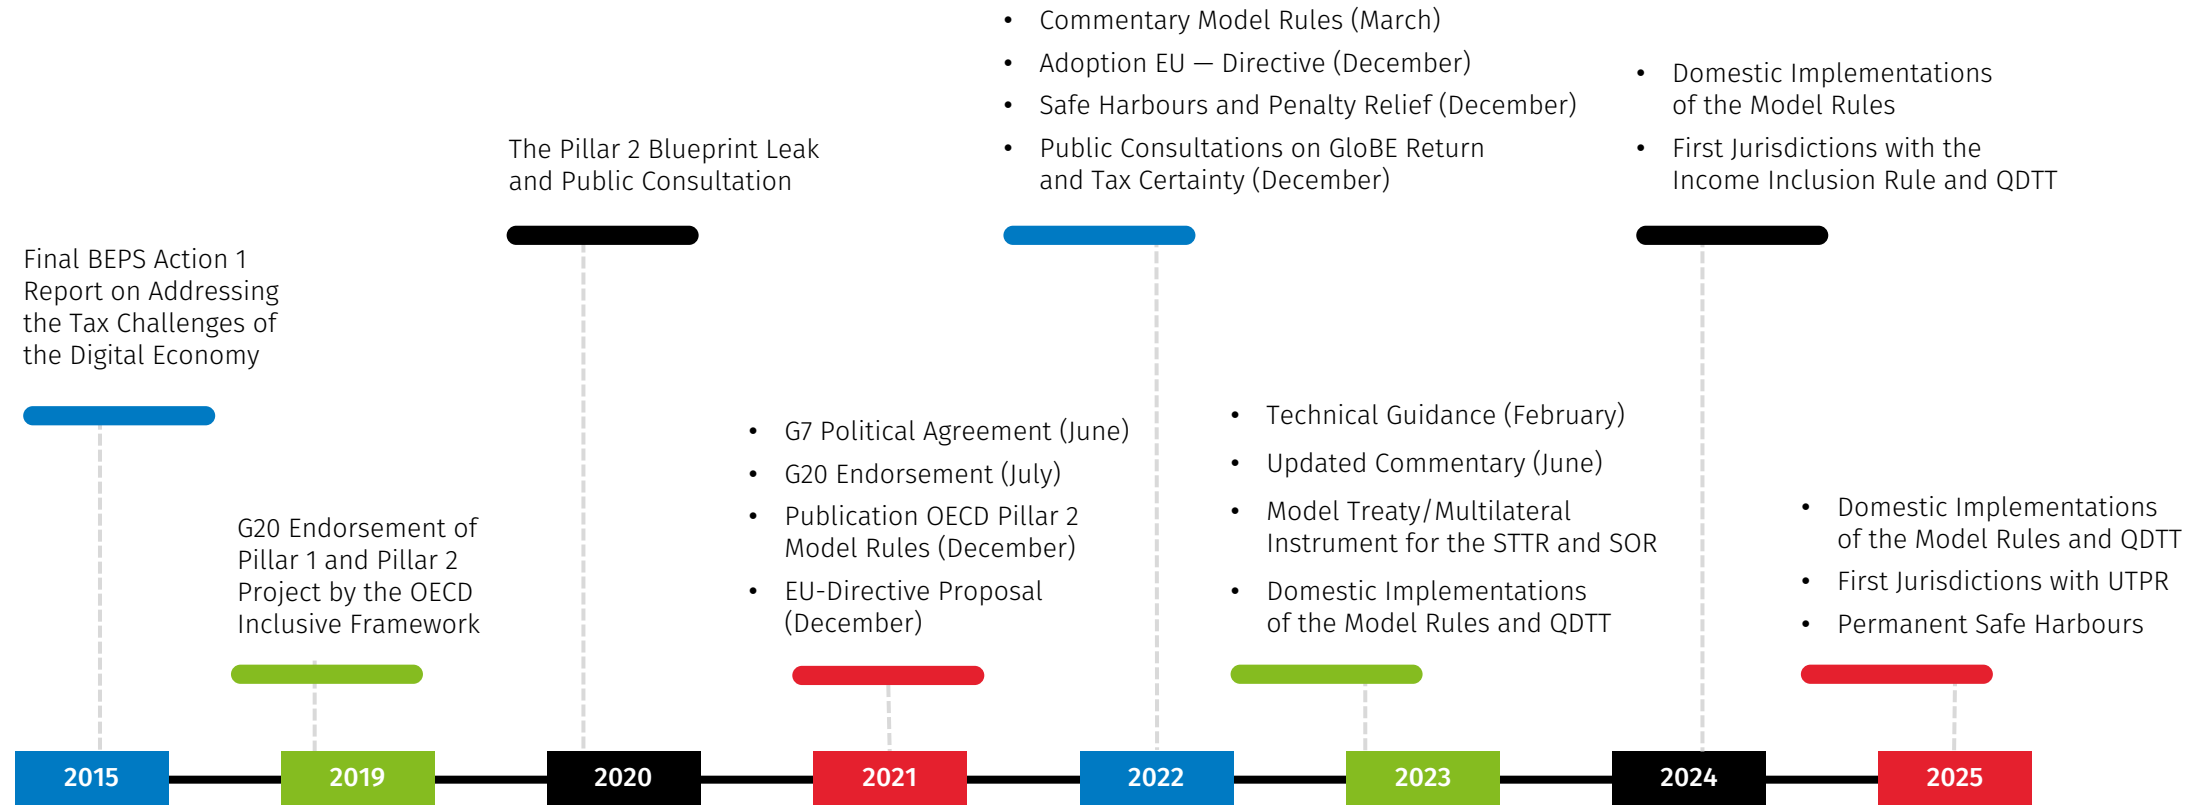 Final BEPS Action 1
Report on Addressing
the Tax Challenges of
the Digital Economy
G20 Endorsement of
Pillar 1 and Pillar 2
Project by the OECD
Inclusive Framework
The Pillar 2 Blueprint Leak
and Public Consultation
• G7 Political Agreement (June)
• G20 Endorsement (July)
• Publication OECD Pillar 2
Model Rules (December)
• EU-Directive Proposal
(December)
• Commentary Model Rules (March)
• Adoption EU — Directive (December)
• Safe Harbours and Penalty Relief (December)
• Public Consultations on GloBE Return
and Tax Certainty (December)
• Technical Guidance (February)
• Updated Commentary (June)
• Model Treaty/Multilateral
Instrument for the STTR and SOR
• Domestic Implementations
of the Model Rules and QDTT
• Domestic Implementations
of the Model Rules
• First Jurisdictions with the
Income Inclusion Rule and QDTT
• Domestic Implementations
of the Model Rules and QDTT
• First Jurisdictions with UTPR
• Permanent Safe Harbours
2015
2019
2020
2021
2022
2023
2024
2025